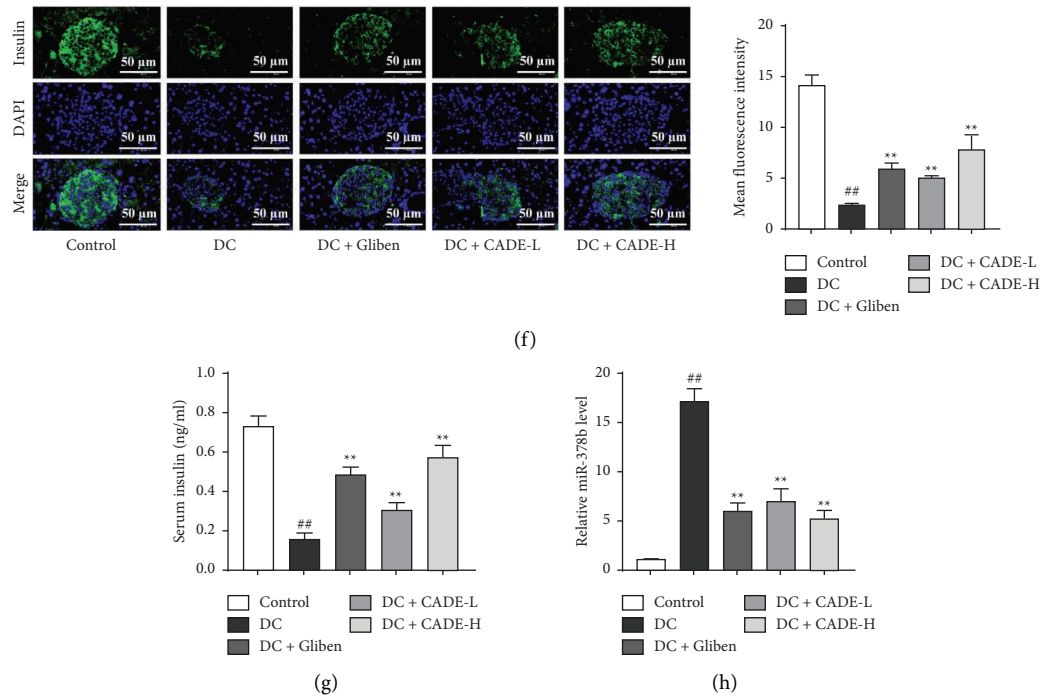 Insulin
50 µm
50 µm
50 µm
50 µm
50 µm
DAPI
50 µm
50 µm
50 µm
50 µm
50 µm
Merge
50 µm
50 µm
50 µm
50 µm
50 µm
Control
DC
DC + Gliben
DC + CADE-L
DC + CADE-H
Mean fluorescence intensity
20
15
10
5
0
##
**
**
**
Control
DC
DC + Gliben
DC + CADE-L
DC + CADE-H
(f)
Serum insulin (ng/ml)
1.0
0.8
0.6
0.4
0.2
0.0
##
**
**
**
Control
DC
DC + Gliben
DC + CADE-L
DC + CADE-H
(g)
Relative miR-378b level
20
15
10
5
0
##
**
**
**
Control
DC
DC + Gliben
DC + CADE-L
DC + CADE-H
(h)